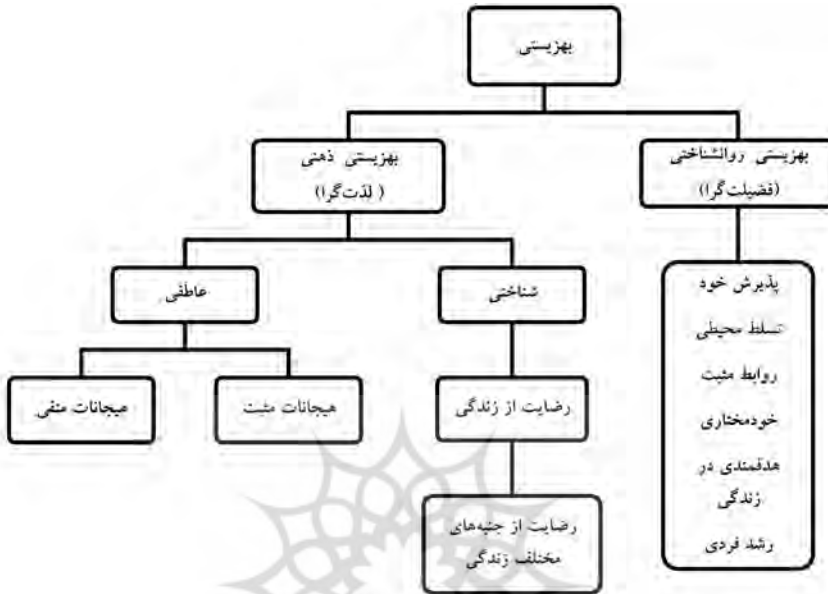 بهزیستی
بهزیستی روانشناختی
(فضیلت‌گرا)
بهزیستی ذهنی
(لذت‌گرا)
پذیرش خود
تسلط محیطی
روابط مثبت
خودمختاری
هدفمندی در
زندگی
رشد فردی
شناختی
عاطفی
رضایت از زندگی
هیجانات مثبت
هیجانات منفی
رضایت از جنبه‌های
مختلف زندگی